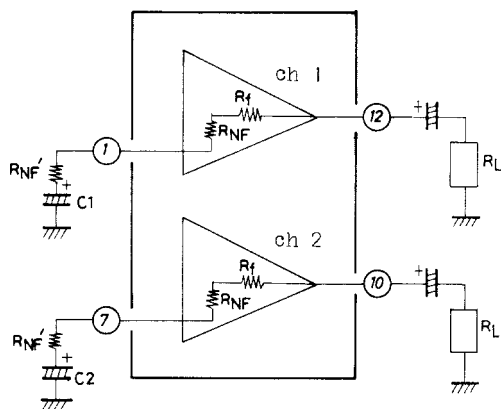 ch 1
Rf
RNF
12
+
1
RNF'
+
C1
RL
ch 2
Rf
RNF
10
+
7
RNF'
+
C2
RL